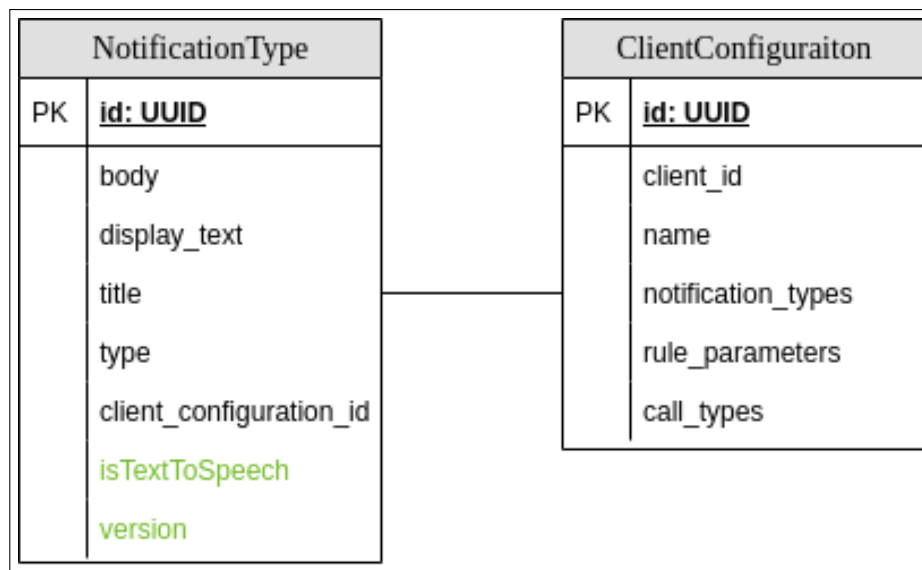 NotificationType
PK id: UUID
body
display_text
title
type
client_configuration_id
isTextToSpeech
version
ClientConfiguraiton
PK id: UUID
client_id
name
notification_types
rule_parameters
call_types